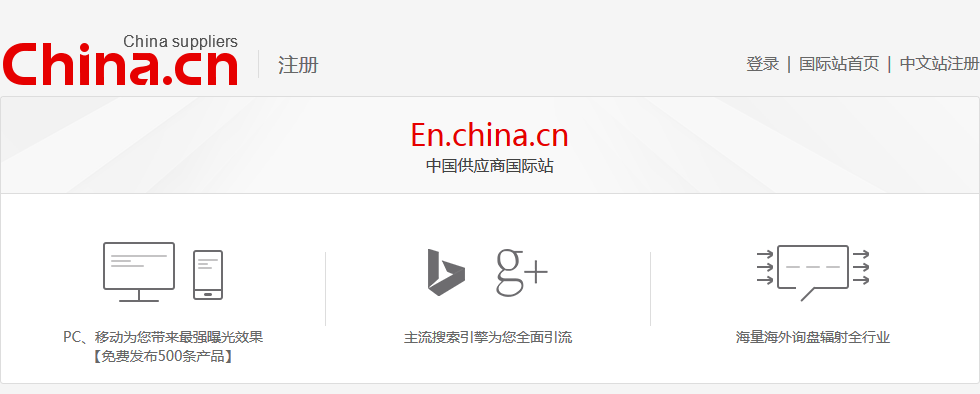 China suppliers
China.cn
注册
登录 | 国际站首页 | 中文站注册
En.china.cn
中国供应商国际站
g+
PC、移动为您带来最强曝光效果
【免费发布500条产品】
主流搜索引擎为您全面引流
海量海外询盘辐射全行业